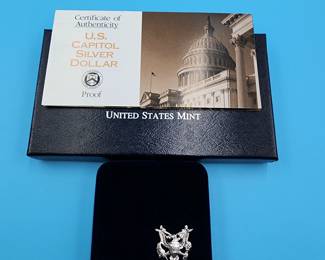 Certificate of
Authenticity
U.S.
CAPITOL
SILVER
DOLLAR
Proof
UNITED STATES MINT